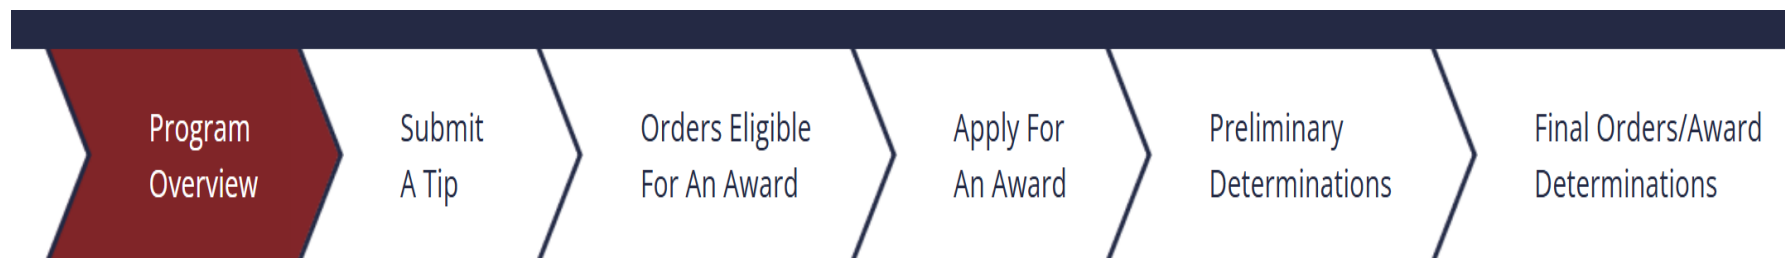 Program
Overview
Submit
A Tip
Orders Eligible
For An Award
Apply For
An Award
Preliminary
Determinations
Final Orders/Award
Determinations